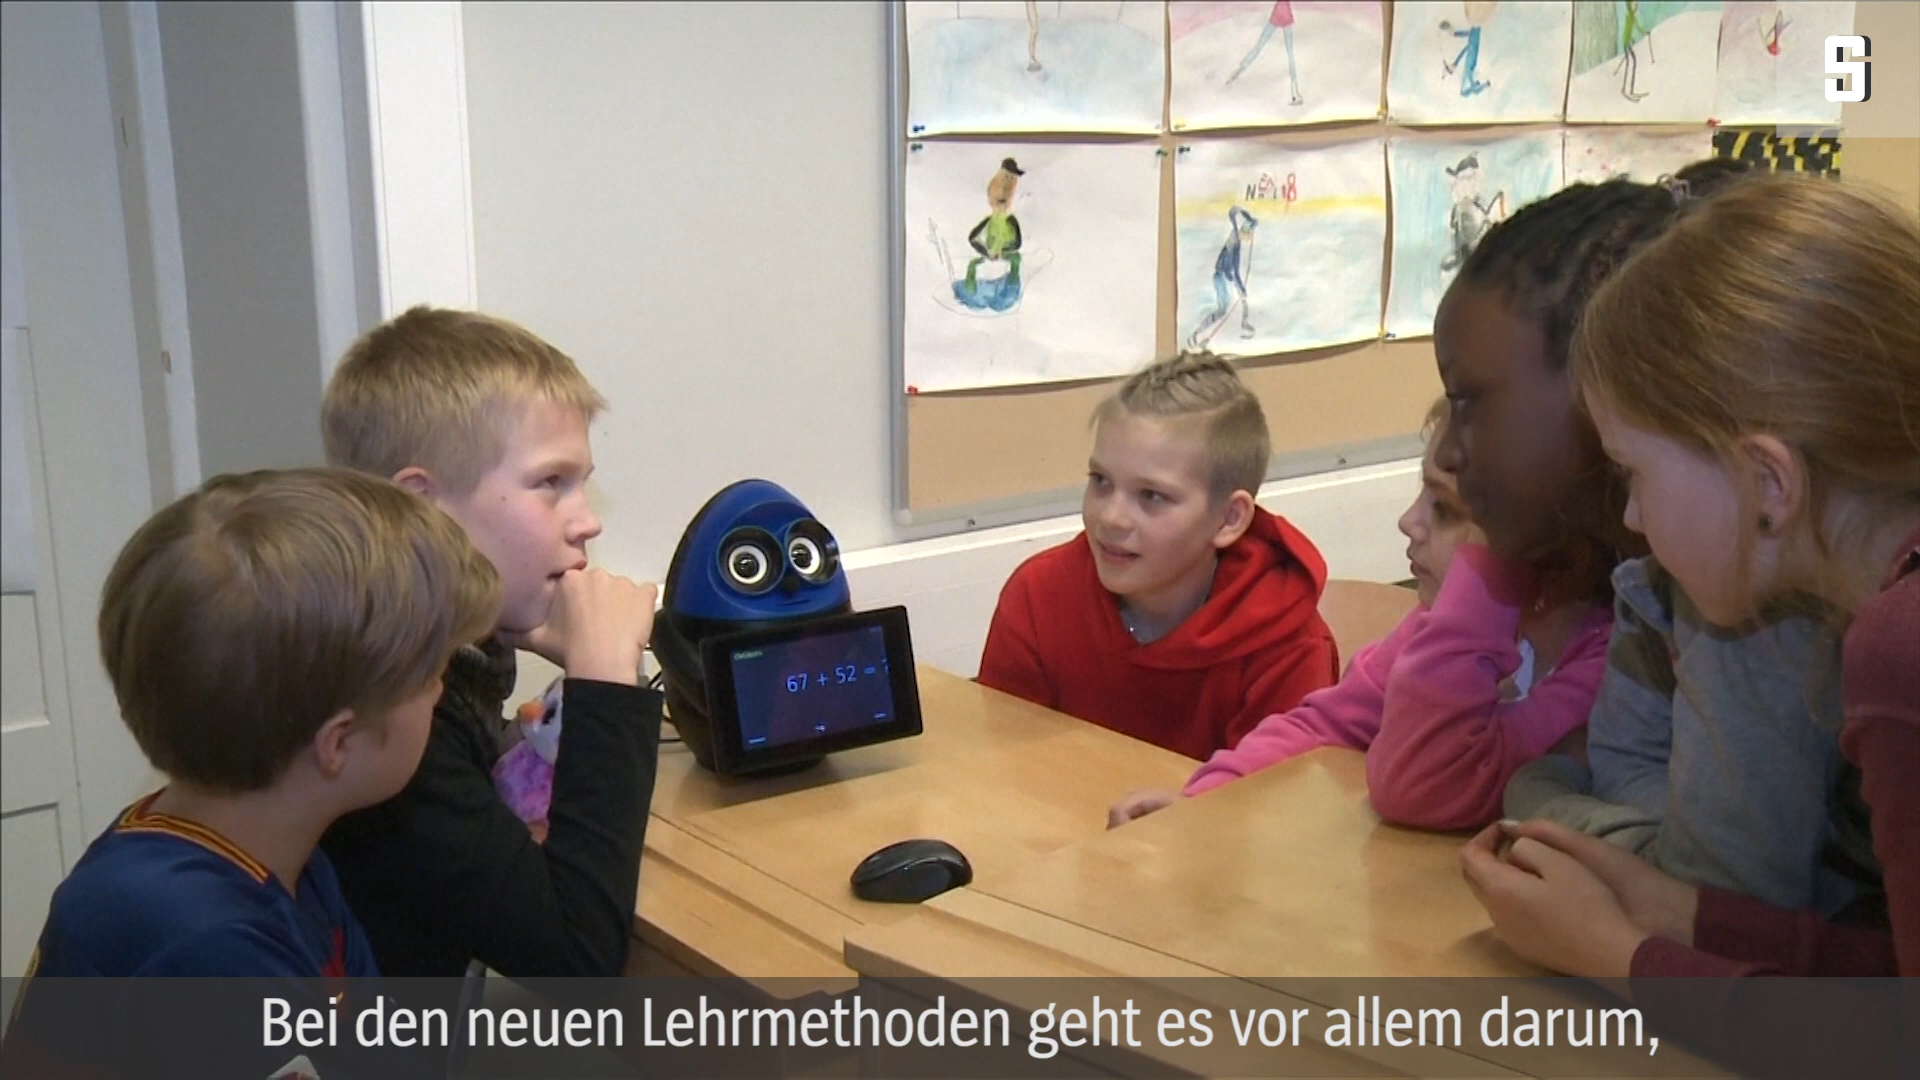 S
67 + 52 =
Bei den neuen Lehrmethoden geht es vor allem darum,